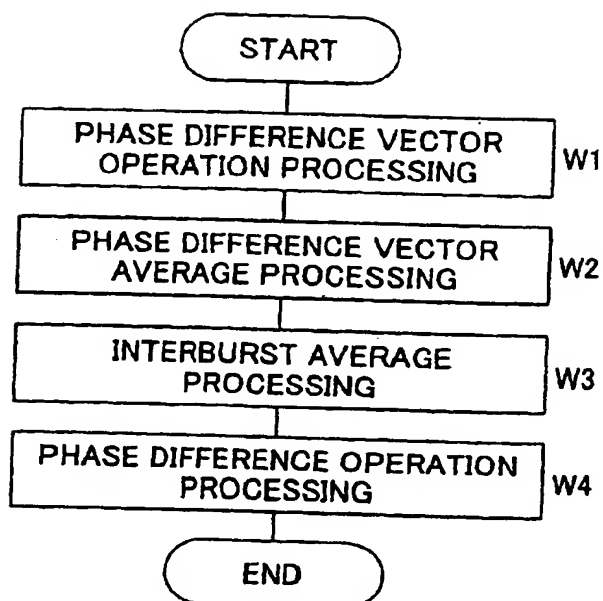 START
PHASE DIFFERENCE VECTOR
OPERATION PROCESSING
W1
PHASE DIFFERENCE VECTOR
AVERAGE PROCESSING
W2
INTERBURST AVERAGE
PROCESSING
W3
PHASE DIFFERENCE OPERATION
PROCESSING
W4
END